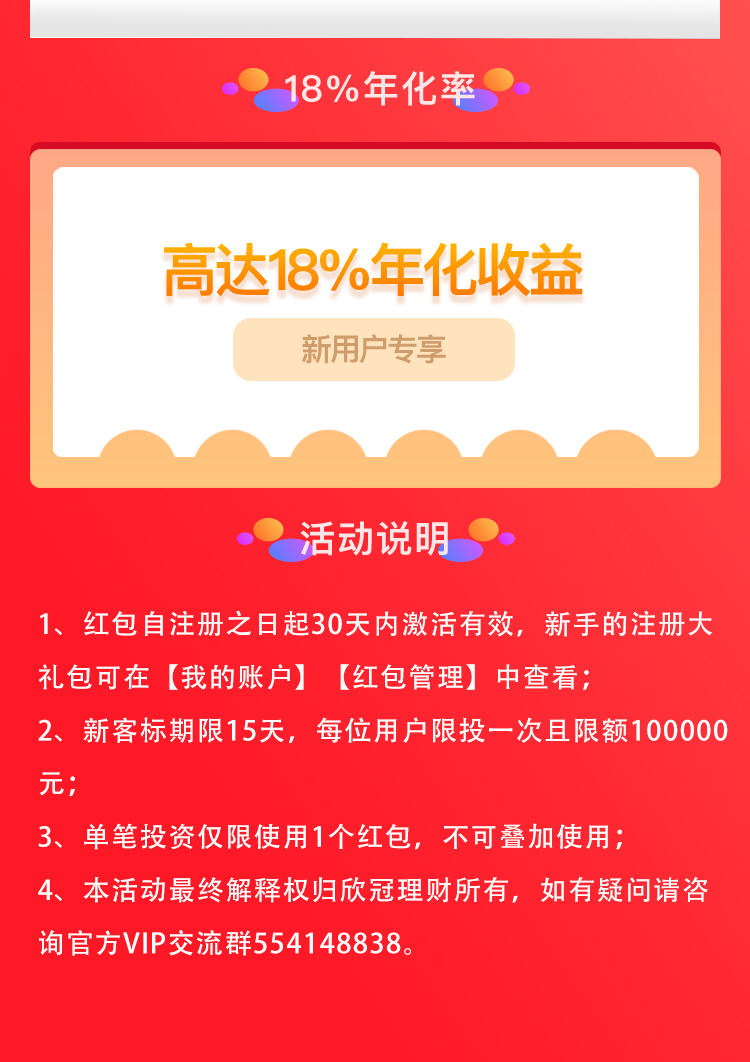 18%年化率
高达18%年化收益
新用户专享
活动说明
1、红包自注册之日起30天内激活有效，新手的注册大
礼包可在【我的账户】【红包管理】中查看；
2、新客标期限15天，每位用户限投一次且限额100000
元；
3、单笔投资仅限使用1个红包，不可叠加使用；
4、本活动最终解释权归欣冠理财所有，如有疑问请咨
询官方VIP交流群554148838。